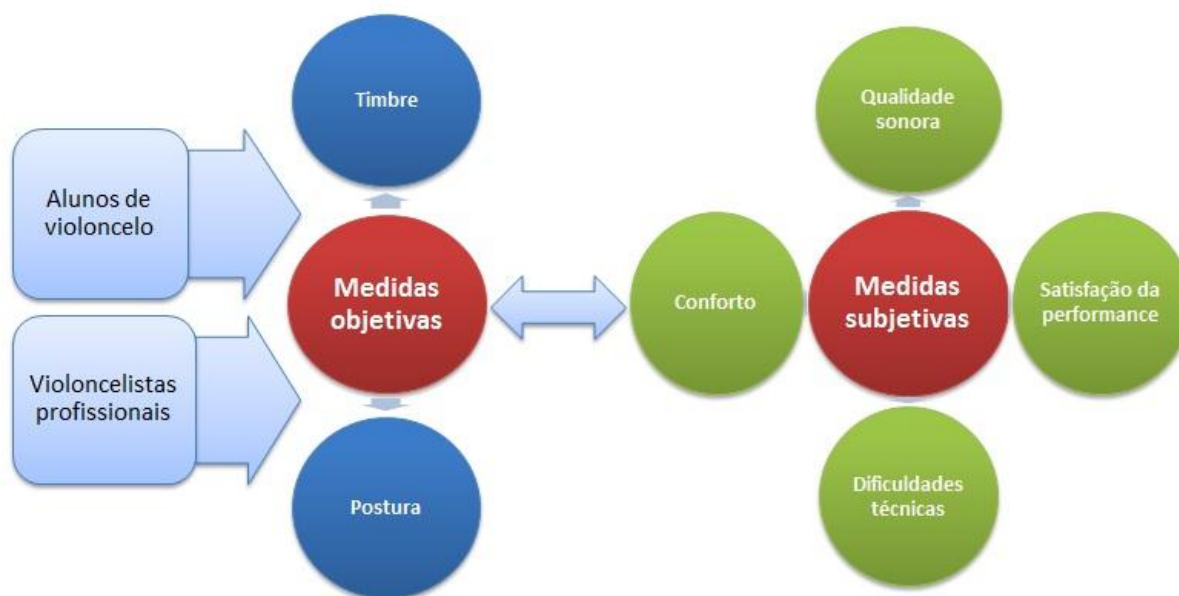 Alunos de
violoncelo
Violoncelistas
profissionais
Timbre
Medidas
objetivas
Postura
Qualidade
sonora
Conforto
Medidas
subjetivas
Satisfação da
performance
Dificuldades
técnicas